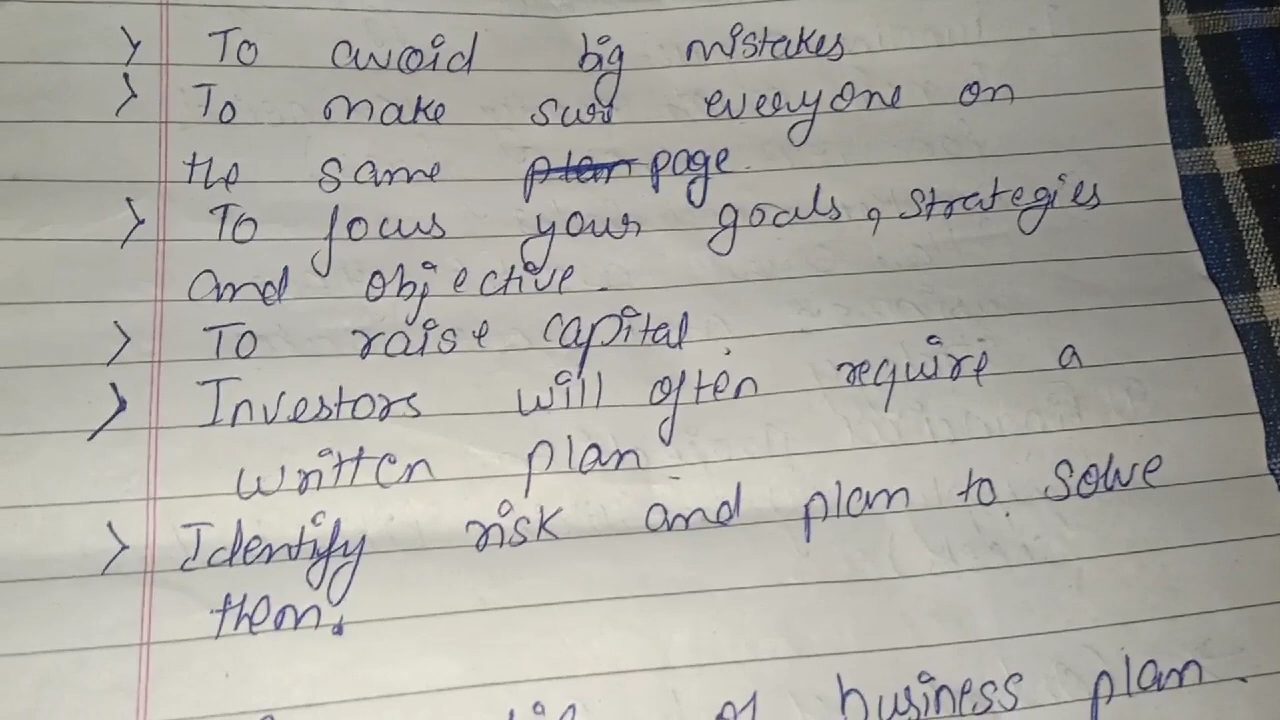 > To avoid big mistakes
> To make sure everyone on
the same plan page.
> To focus your goals, strategies
and objective.
> To raise capital
> Investors will often require a
written plan
> Identify risk and plan to solve
them.
of business plan.